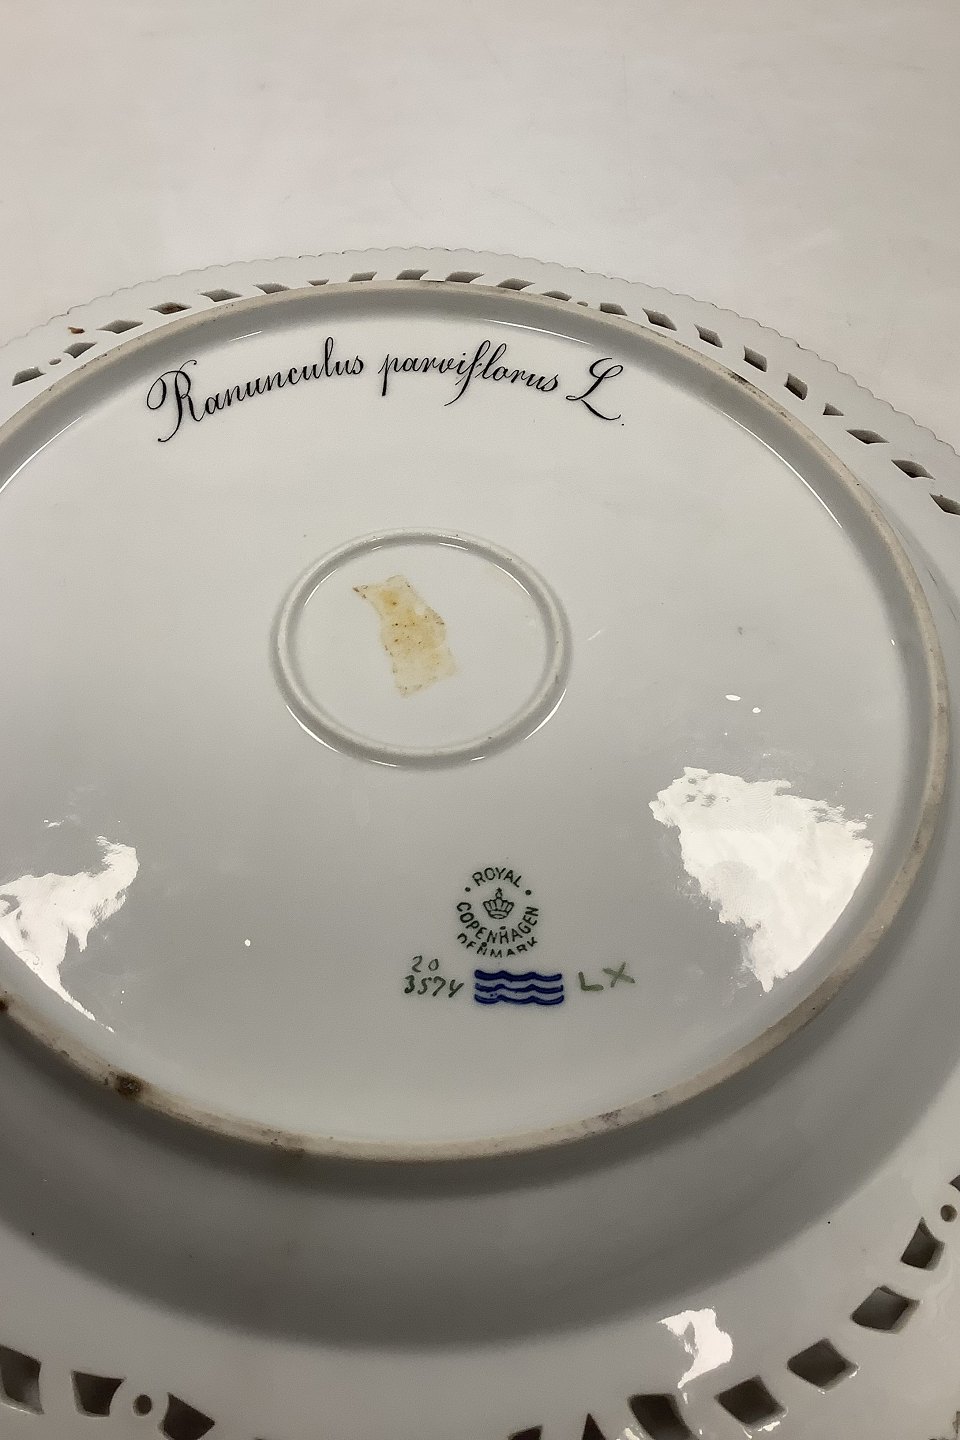 Ranunculus parviflorus L.
ROYAL
COPENHAGEN
DENMARK
20
3574
LX